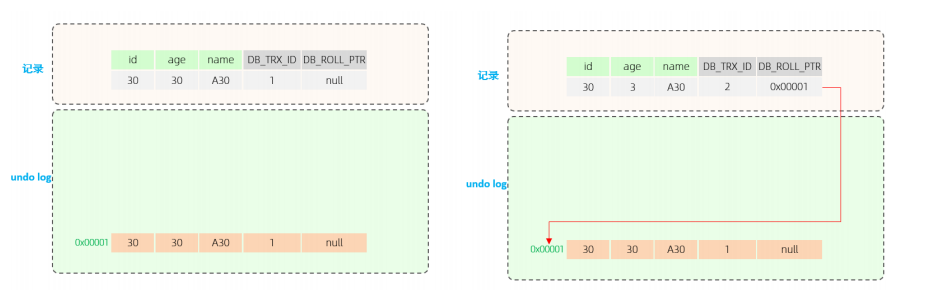 id age name DB_TRX_ID DB_ROLL_PTR
记录
30 30 A30 1 null
undo log
0x00001 30 30 A30 1 null
id age name DB_TRX_ID DB_ROLL_PTR
记录
30 3 A30 2 0x00001
undo log
0x00001 30 30 A30 1 null